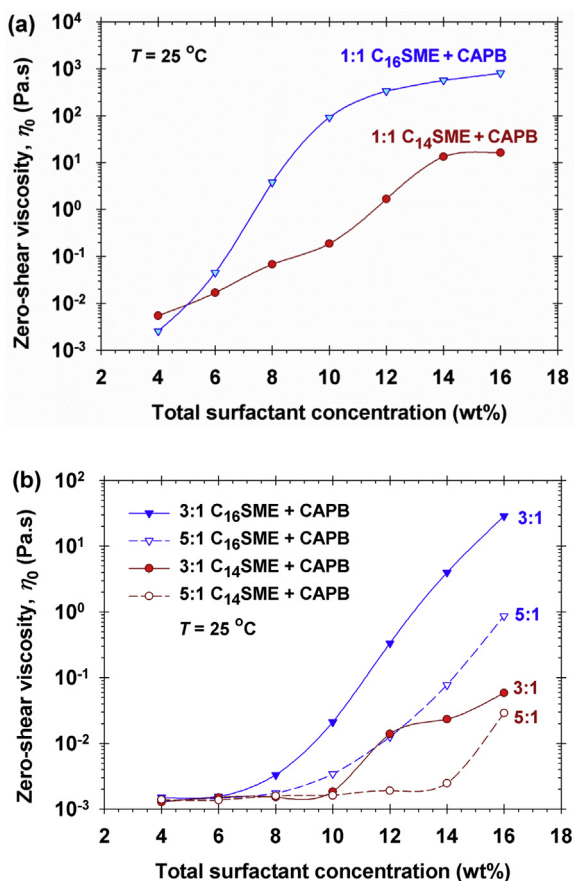 (a)
T = 25 °C
1:1 C₁₆SME + CAPB
1:1 C₁₄SME + CAPB
Zero-shear viscosity, η₀ (Pa.s)
10⁴
10³
10²
10¹
10⁰
10⁻¹
10⁻²
10⁻³
2 4 6 8 10 12 14 16 18
Total surfactant concentration (wt%)
(b)
3:1 C₁₆SME + CAPB
5:1 C₁₆SME + CAPB
3:1 C₁₄SME + CAPB
5:1 C₁₄SME + CAPB
T = 25 °C
3:1
5:1
3:1
5:1
Zero-shear viscosity, η₀ (Pa.s)
10²
10¹
10⁰
10⁻¹
10⁻²
10⁻³
2 4 6 8 10 12 14 16 18
Total surfactant concentration (wt%)